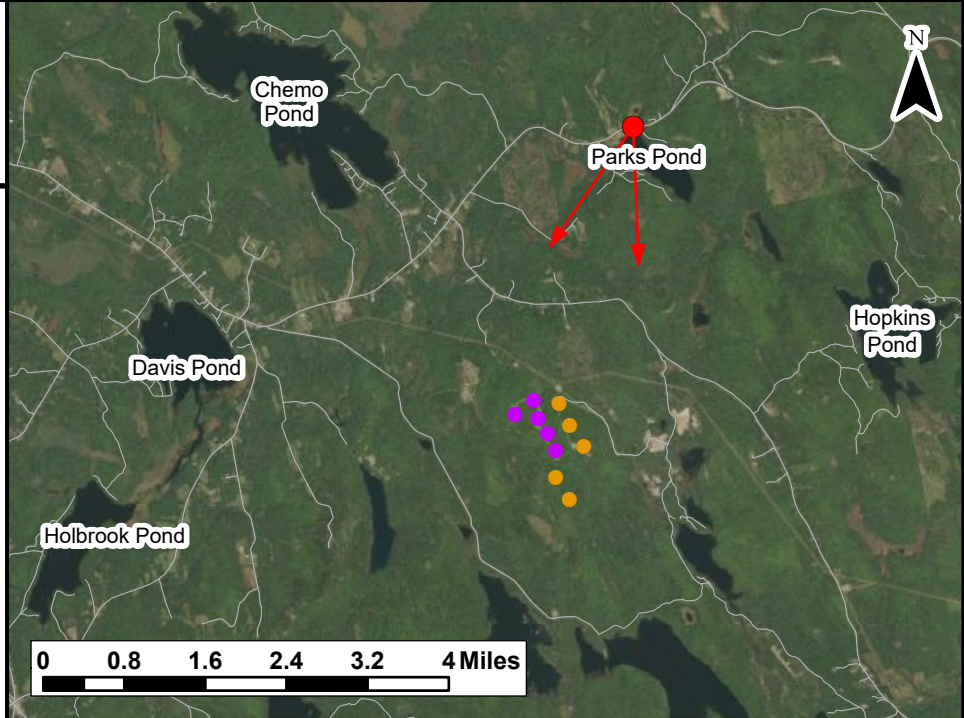 N
Chemo
Pond
Parks Pond
Hopkins
Pond
Davis Pond
Holbrook Pond
0 0.8 1.6 2.4 3.2 4 Miles